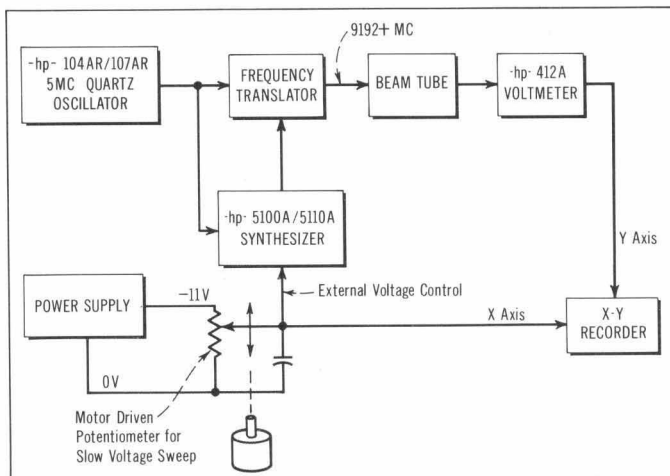 9192+ MC
-hp- 104AR/107AR
5MC QUARTZ
OSCILLATOR
FREQUENCY
TRANSLATOR
BEAM TUBE
-hp- 412A
VOLTMETER
-hp- 5100A/5110A
SYNTHESIZER
Y Axis
External Voltage Control
POWER SUPPLY
-11V
X Axis
X-Y
RECORDER
0V
Motor Driven
Potentiometer for
Slow Voltage Sweep